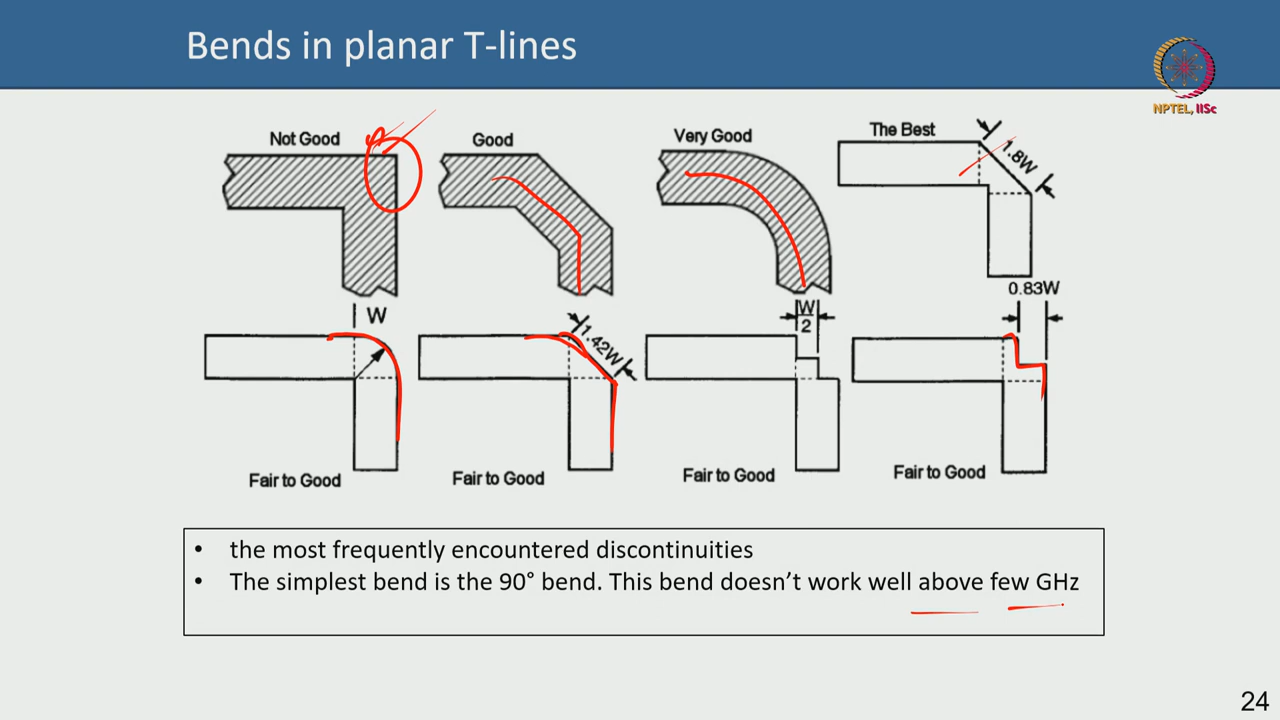 Bends in planar T-lines
NPTEL, IISc
Not Good
Good
Very Good
The Best
1.8W
W
1.42W
W
2
0.83W
Fair to Good
Fair to Good
Fair to Good
Fair to Good
• the most frequently encountered discontinuities
• The simplest bend is the 90° bend. This bend doesn’t work well above few GHz
24